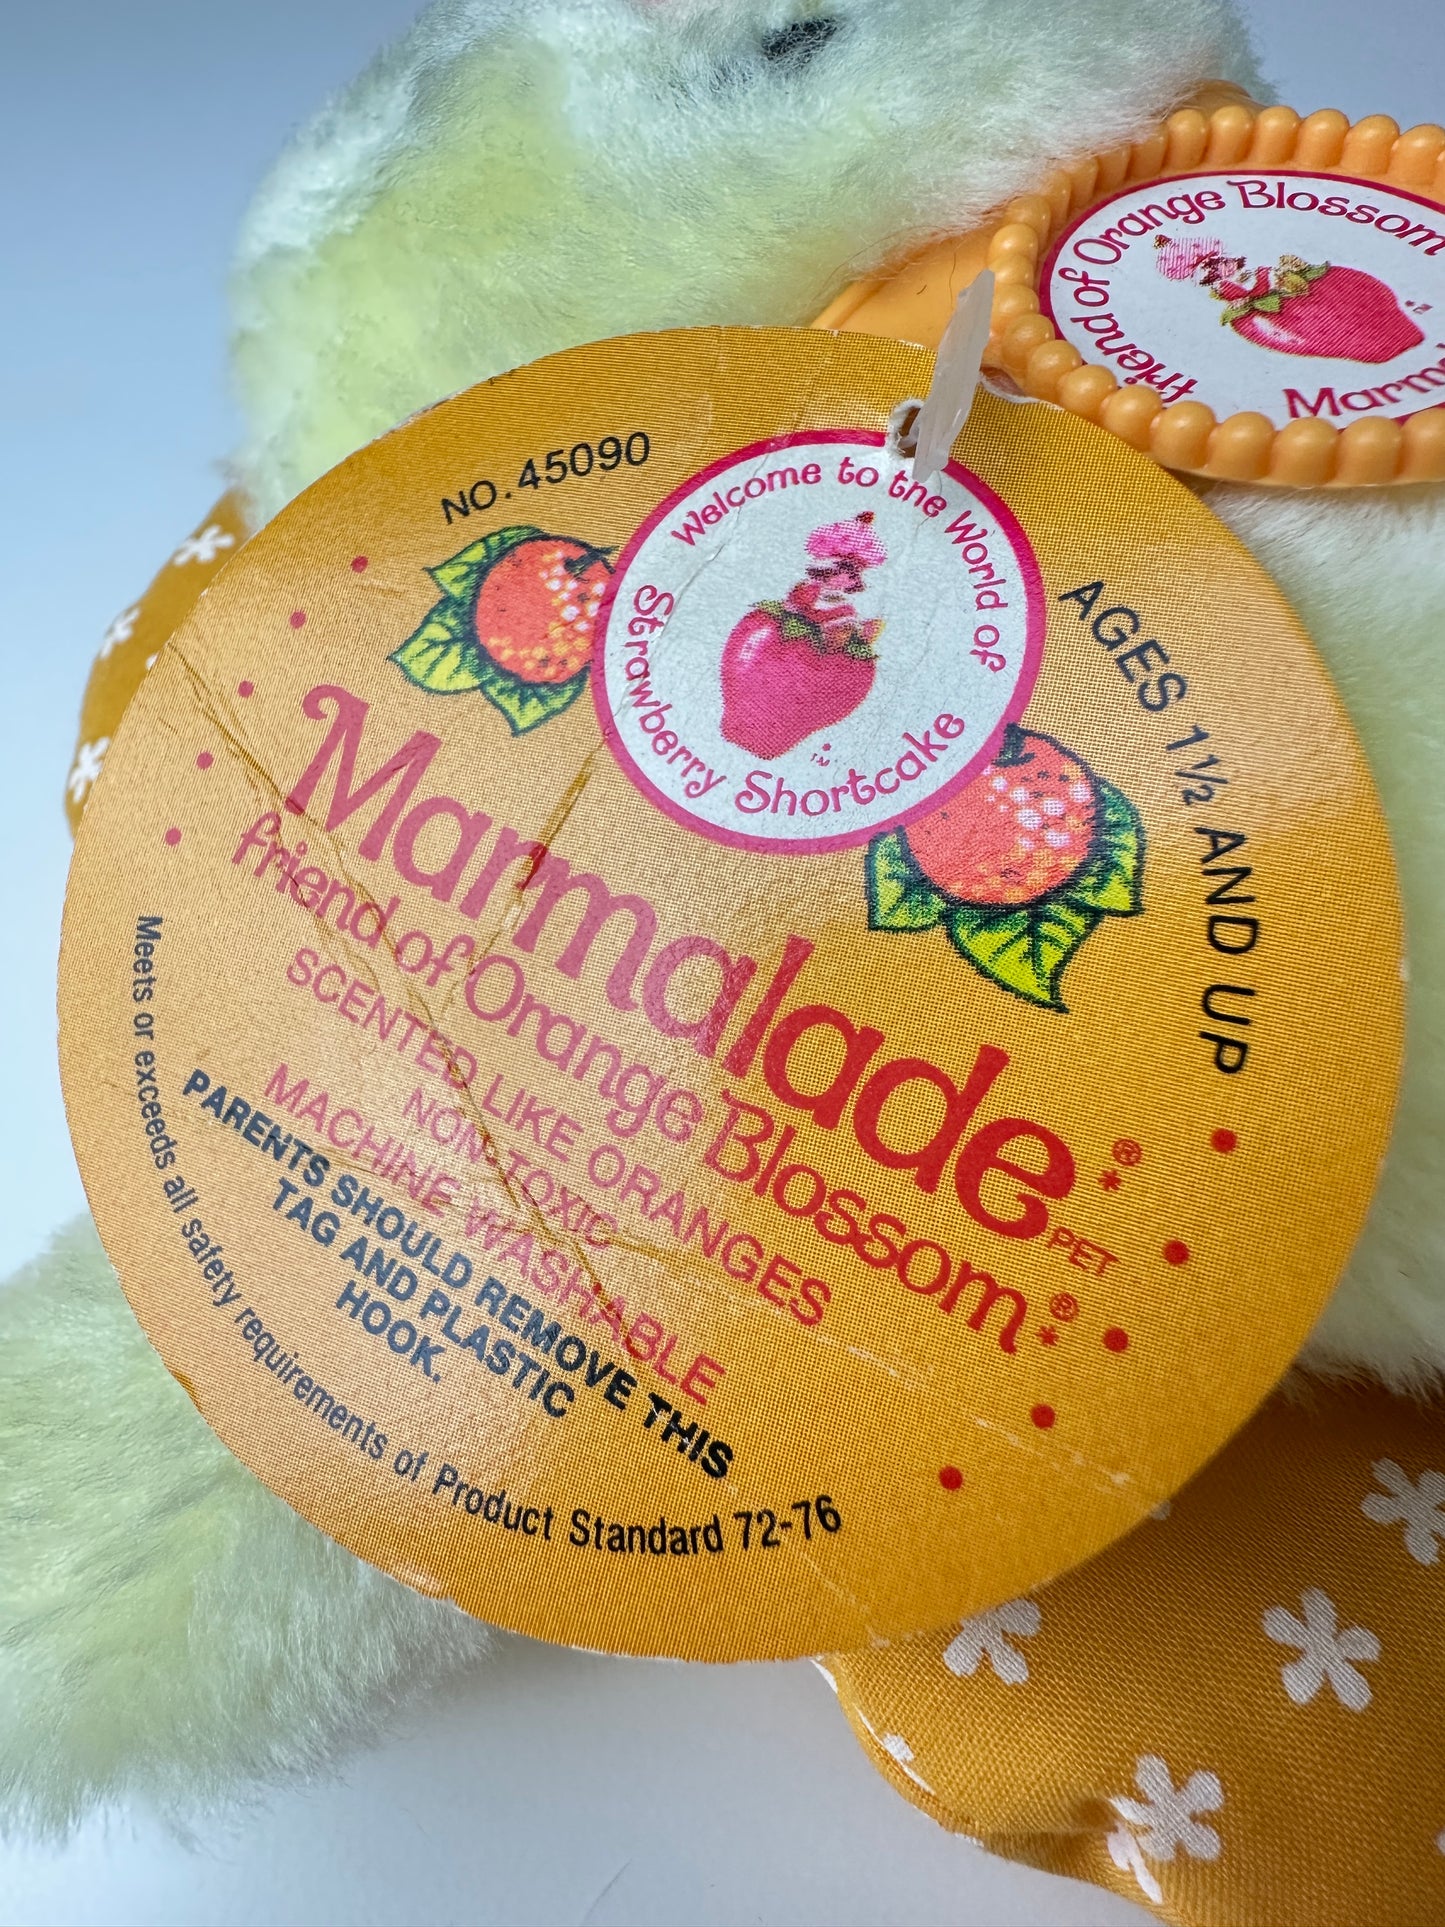 friend of Orange Blossom
NO. 45090
Welcome to the World of
Strawberry Shortcake
TM
AGES 1½ AND UP
Marmalade®*
PET
friend of Orange Blossom®*
SCENTED LIKE ORANGES
NON-TOXIC
MACHINE WASHABLE
PARENTS SHOULD REMOVE THIS
TAG AND PLASTIC
HOOK.
Meets or exceeds all safety requirements of Product Standard 72-76